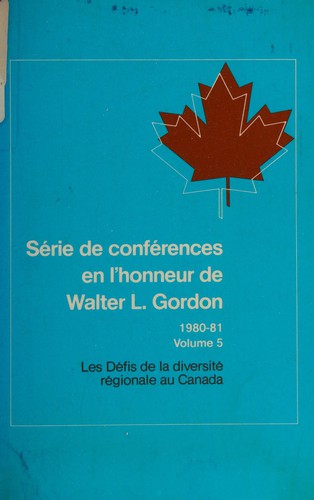 Série de conférences
en l'honneur de
Walter L. Gordon
1980-81
Volume 5
Les Défis de la diversité
régionale au Canada